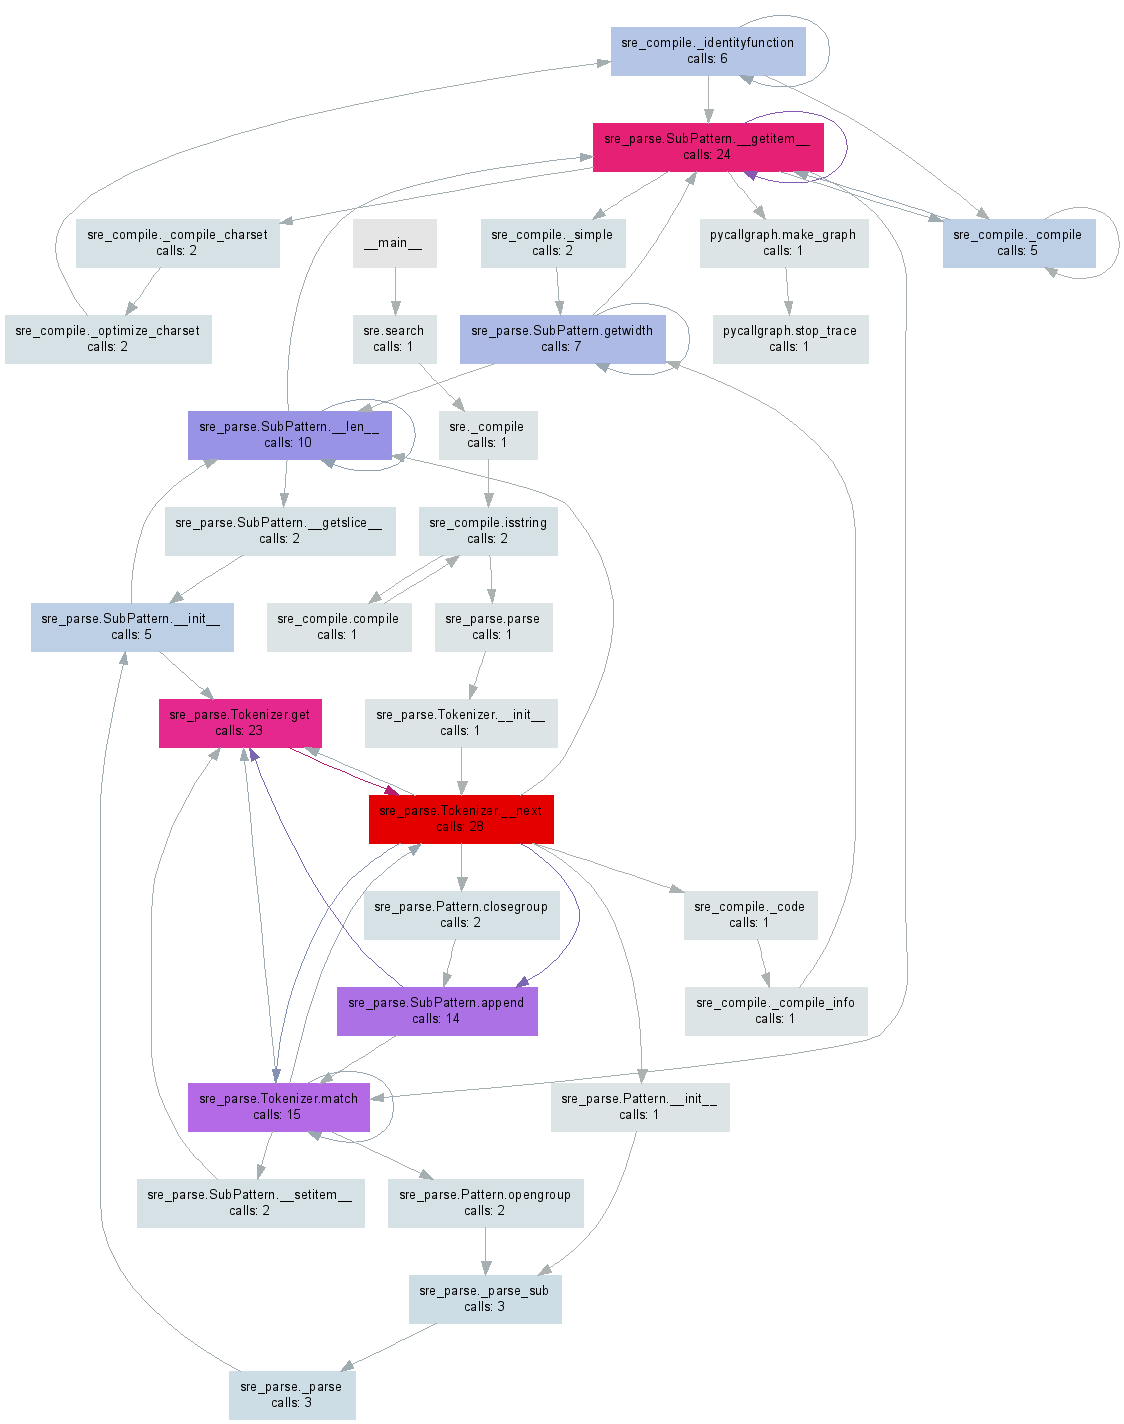 sre_compile._identityfunction
calls: 6
sre_parse.SubPattern.__getitem__
calls: 24
sre_compile._compile_charset
calls: 2
__main__
sre_compile._simple
calls: 2
pycallgraph.make_graph
calls: 1
sre_compile._compile
calls: 5
sre_compile._optimize_charset
calls: 2
sre.search
calls: 1
sre_parse.SubPattern.getwidth
calls: 7
pycallgraph.stop_trace
calls: 1
sre_parse.SubPattern.__len__
calls: 10
sre._compile
calls: 1
sre_parse.SubPattern.__getslice__
calls: 2
sre_compile.isstring
calls: 2
sre_parse.SubPattern.__init__
calls: 5
sre_compile.compile
calls: 1
sre_parse.parse
calls: 1
sre_parse.Tokenizer.get
calls: 23
sre_parse.Tokenizer.__init__
calls: 1
sre_parse.Tokenizer.__next
calls: 28
sre_parse.Pattern.closegroup
calls: 2
sre_compile._code
calls: 1
sre_parse.SubPattern.append
calls: 14
sre_compile._compile_info
calls: 1
sre_parse.Tokenizer.match
calls: 15
sre_parse.Pattern.__init__
calls: 1
sre_parse.SubPattern.__setitem__
calls: 2
sre_parse.Pattern.opengroup
calls: 2
sre_parse._parse_sub
calls: 3
sre_parse._parse
calls: 3